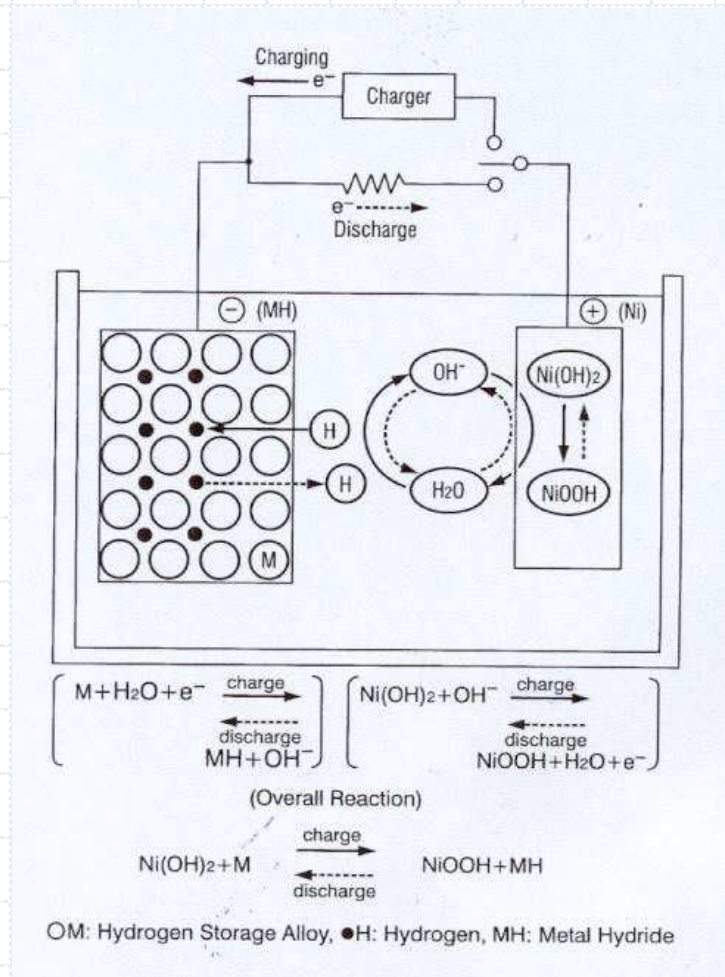 Charging
e⁻
Charger
e⁻
Discharge
− (MH)
+ (Ni)
OH⁻
Ni(OH)2
H
H
H2O
NiOOH
M
M+H2O+e⁻ charge
discharge
MH+OH⁻
Ni(OH)2+OH⁻ charge
discharge
NiOOH+H2O+e⁻
(Overall Reaction)
charge
Ni(OH)2+M NiOOH+MH
discharge
OM: Hydrogen Storage Alloy, ●H: Hydrogen, MH: Metal Hydride